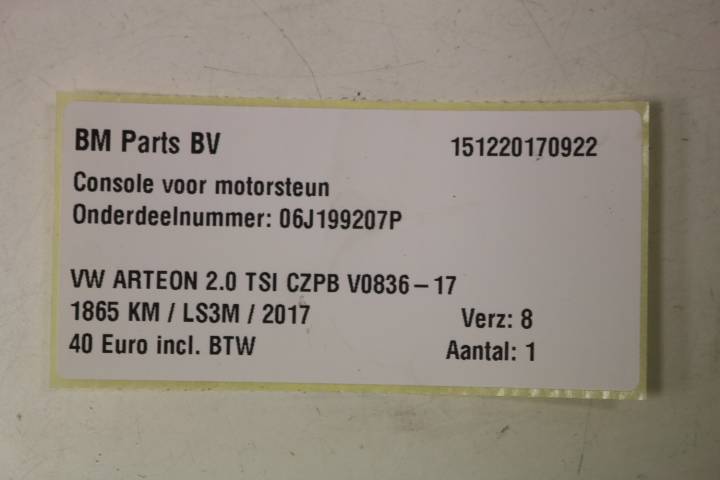 BM Parts BV 151220170922
Console voor motorsteun
Onderdeelnummer: 06J199207P
VW ARTEON 2.0 TSI CZPB V0836-17
1865 KM / LS3M / 2017 Verz: 8
40 Euro incl. BTW Aantal: 1